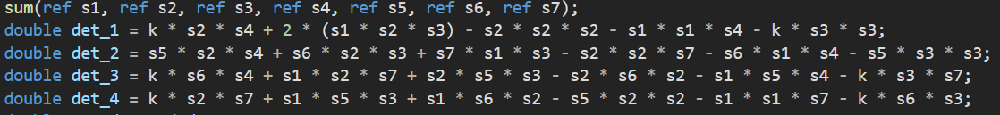 sum(ref s1, ref s2, ref s3, ref s4, ref s5, ref s6, ref s7);
double det_1 = k * s2 * s4 + 2 * (s1 * s2 * s3) - s2 * s2 * s2 - s1 * s1 * s4 - k * s3 * s3;
double det_2 = s5 * s2 * s4 + s6 * s2 * s3 + s7 * s1 * s3 - s2 * s2 * s7 - s6 * s1 * s4 - s5 * s3 * s3;
double det_3 = k * s6 * s4 + s1 * s2 * s7 + s2 * s5 * s3 - s2 * s6 * s2 - s1 * s5 * s4 - k * s3 * s7;
double det_4 = k * s2 * s7 + s1 * s5 * s3 + s1 * s6 * s2 - s5 * s2 * s2 - s1 * s1 * s7 - k * s6 * s3;